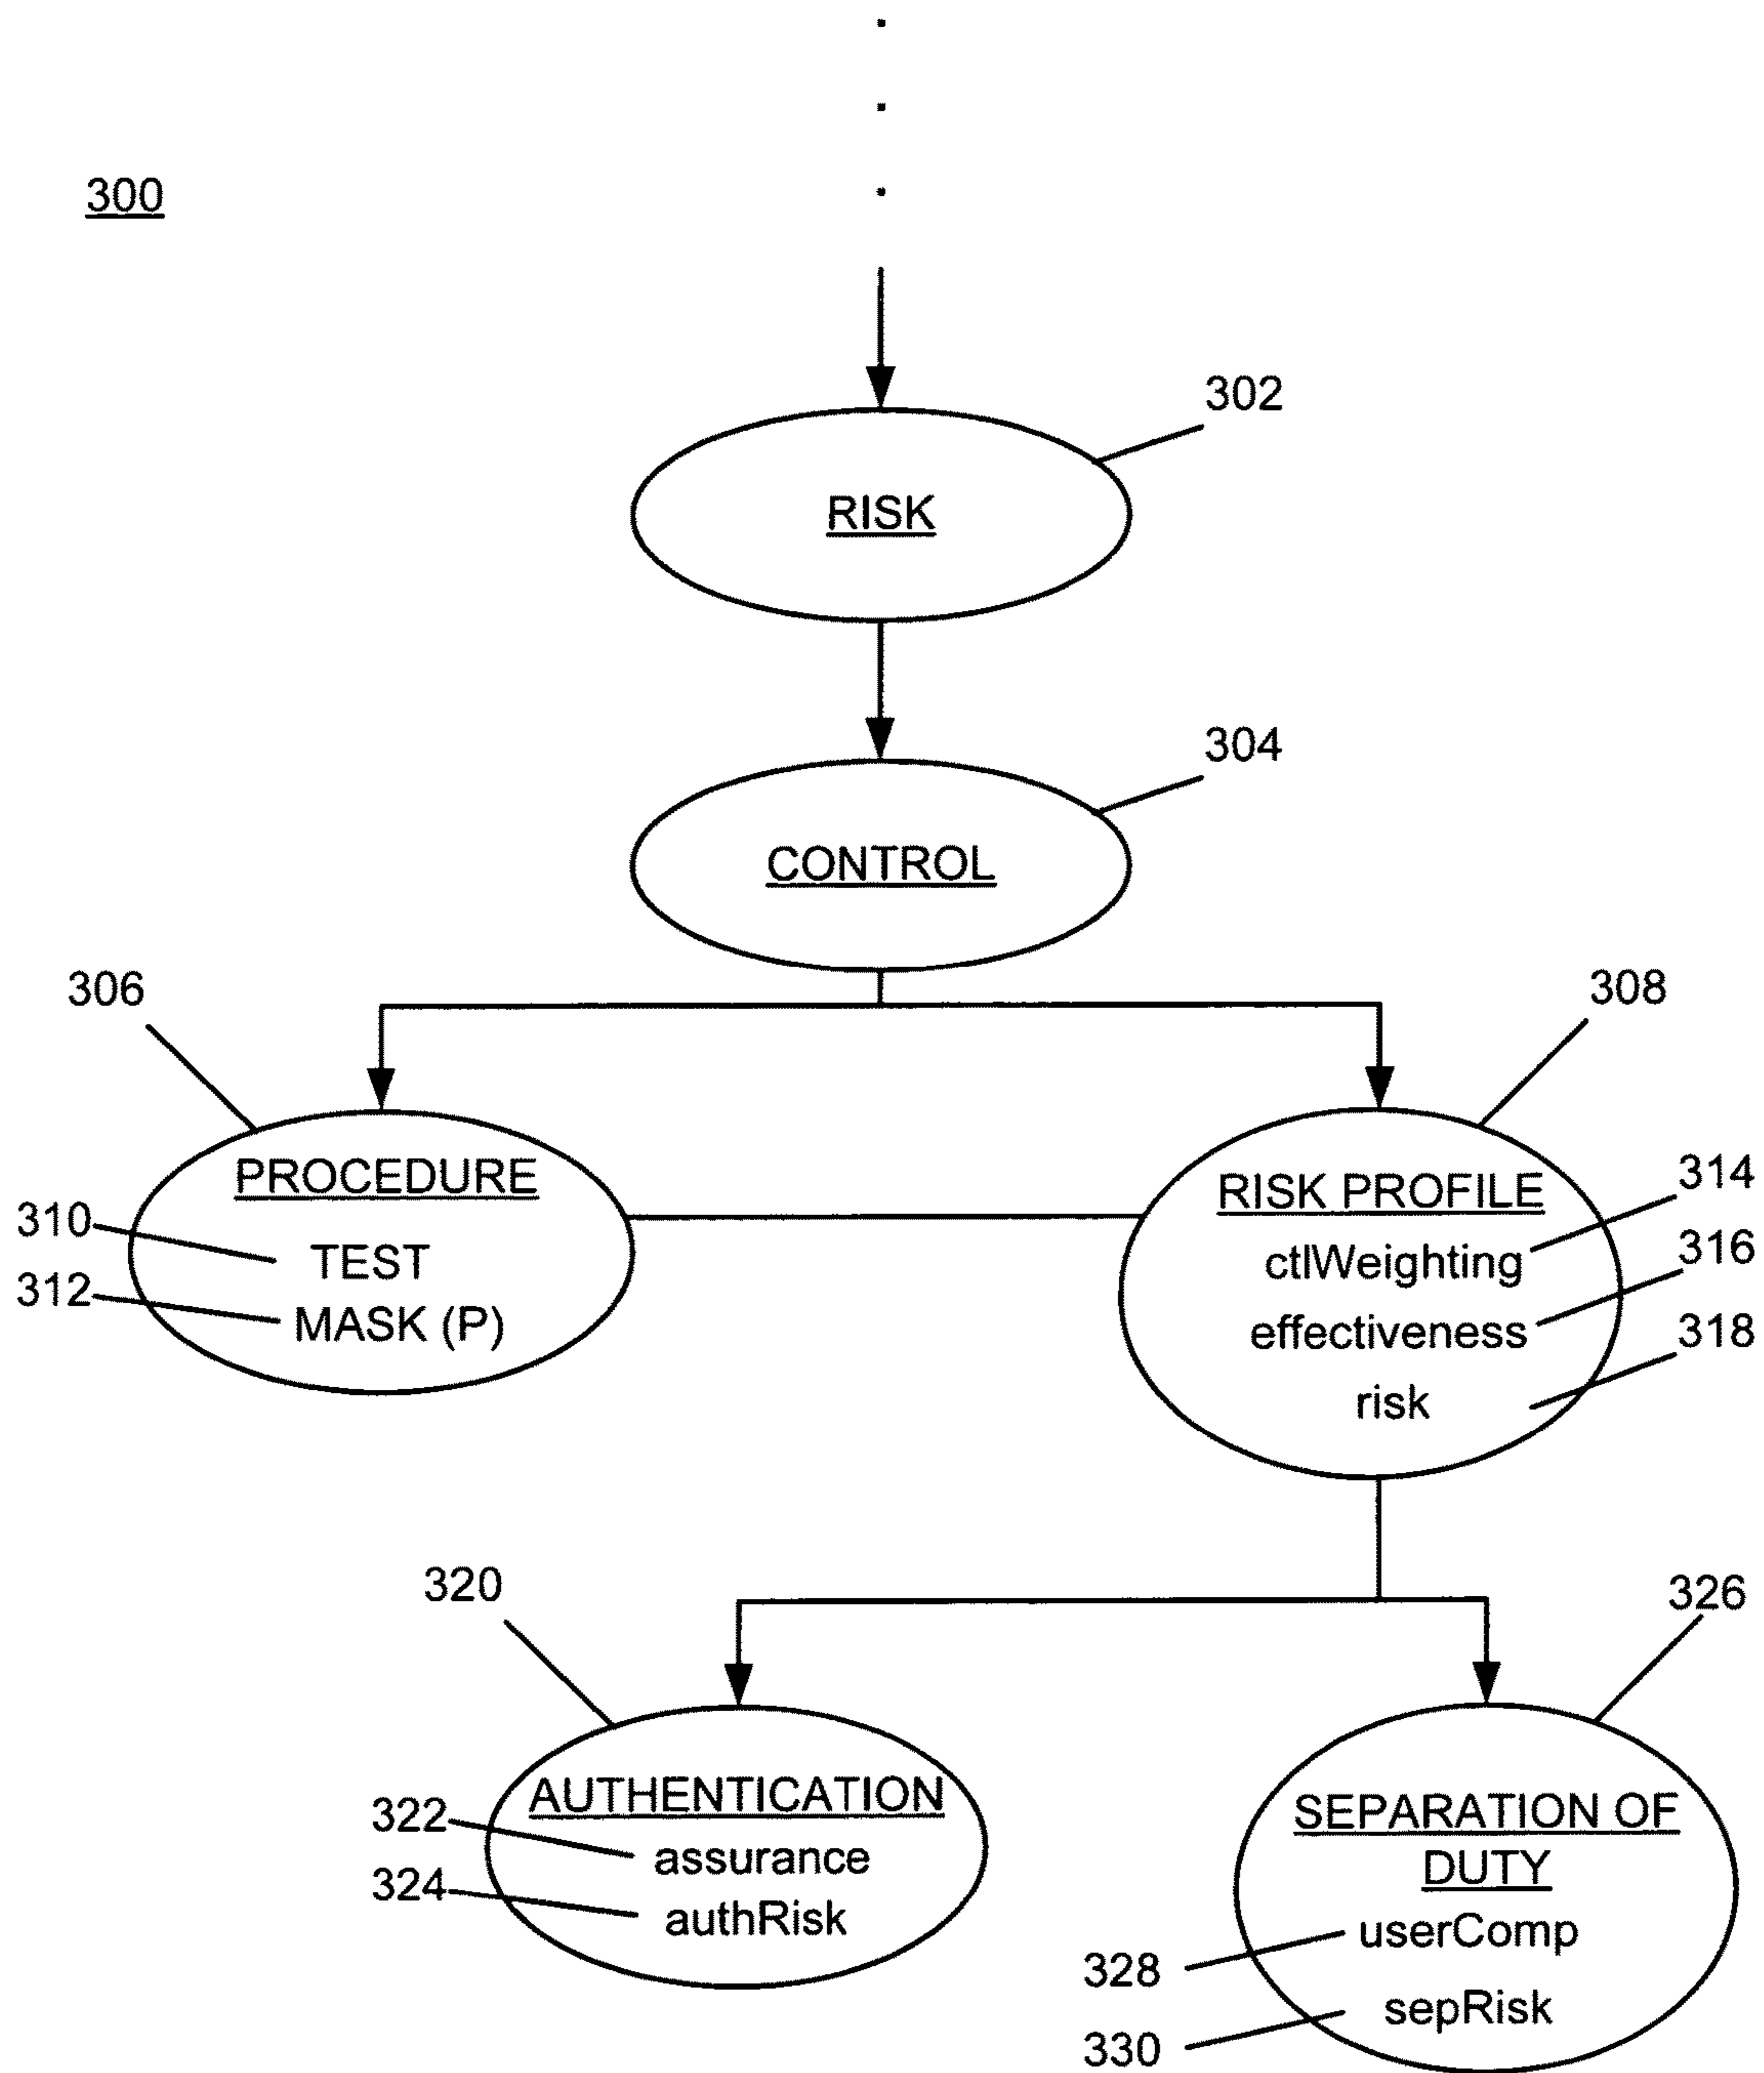 300
302
RISK
304
CONTROL
306
308
PROCEDURE
310
TEST
312
MASK (P)
RISK PROFILE
314
ctlWeighting
316
effectiveness
318
risk
320
326
AUTHENTICATION
322
assurance
324
authRisk
SEPARATION OF
DUTY
userComp
328
sepRisk
330